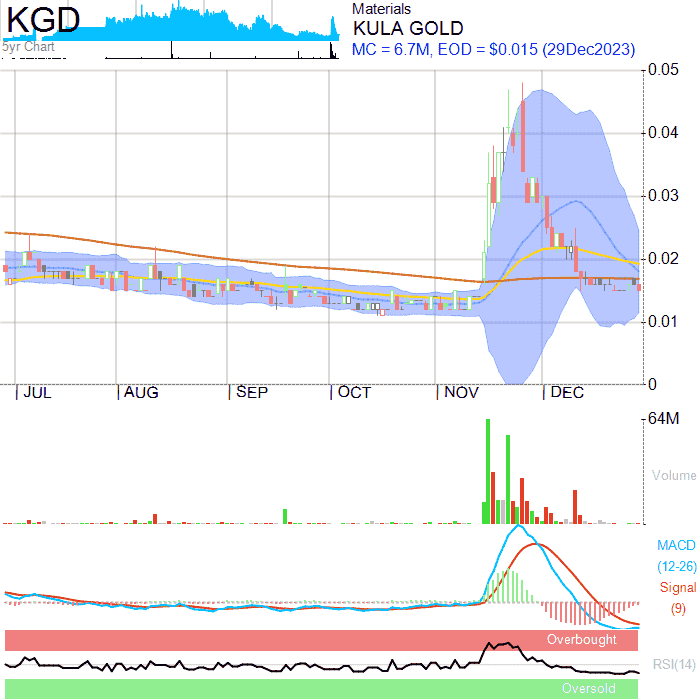 KGD
5yr Chart
Materials
KULA GOLD
MC = 6.7M, EOD = $0.015 (29Dec2023)
0.05
0.04
0.03
0.02
0.01
0
JUL AUG SEP OCT NOV DEC
64M
Volume
MACD
(12-26)
Signal
(9)
Overbought
RSI(14)
Oversold